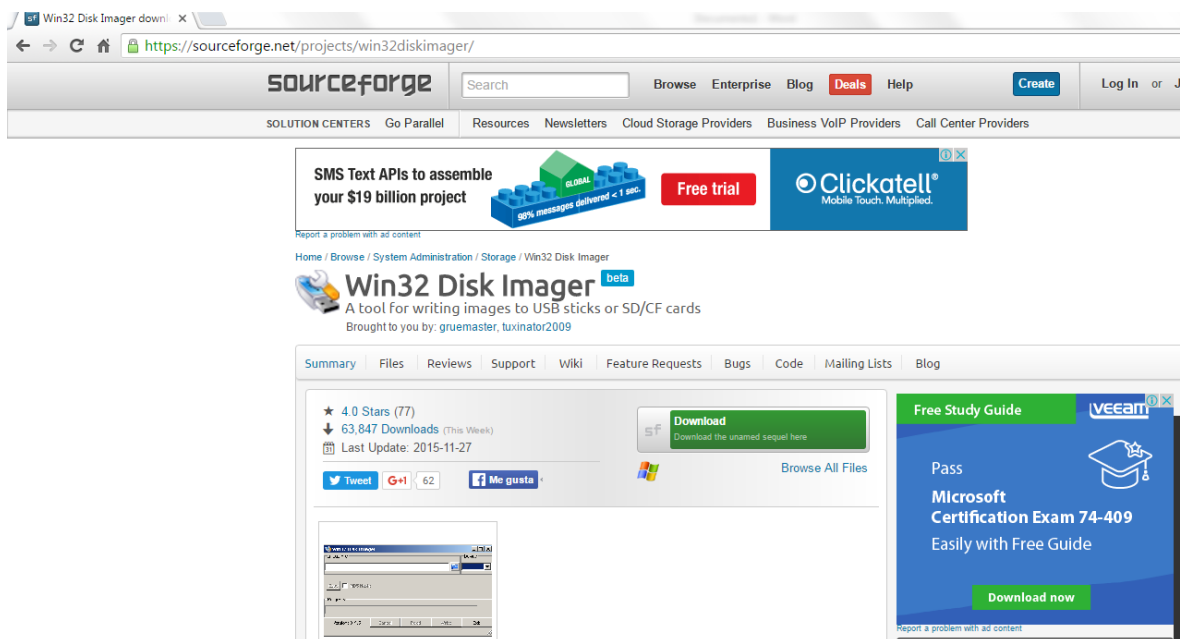 Win32 Disk Imager downl
https://sourceforge.net/projects/win32diskimager/
sourceforge
Search
Browse Enterprise Blog Deals Help
Create
Log In or J
SOLUTION CENTERS Go Parallel Resources Newsletters Cloud Storage Providers Business VoIP Providers Call Center Providers
SMS Text APIs to assemble
your $19 billion project
GLOBAL
98% messages delivered < 1 sec.
Free trial
Clickatell®
Mobile Touch. Multiplied.
Report a problem with ad content
Home / Browse / System Administration / Storage / Win32 Disk Imager
Win32 Disk Imager beta
A tool for writing images to USB sticks or SD/CF cards
Brought to you by: gruemaster, tuxinator2009
Summary Files Reviews Support Wiki Feature Requests Bugs Code Mailing Lists Blog
4.0 Stars (77)
63,847 Downloads (This Week)
31 Last Update: 2015-11-27
Tweet G+1 62 Me gusta
sf Download
Download the unamed sequel here
Browse All Files
Win32 Disk Imager
Free Study Guide
veeam
Pass
Microsoft
Certification Exam 74-409
Easily with Free Guide
Download now
Report a problem with ad content